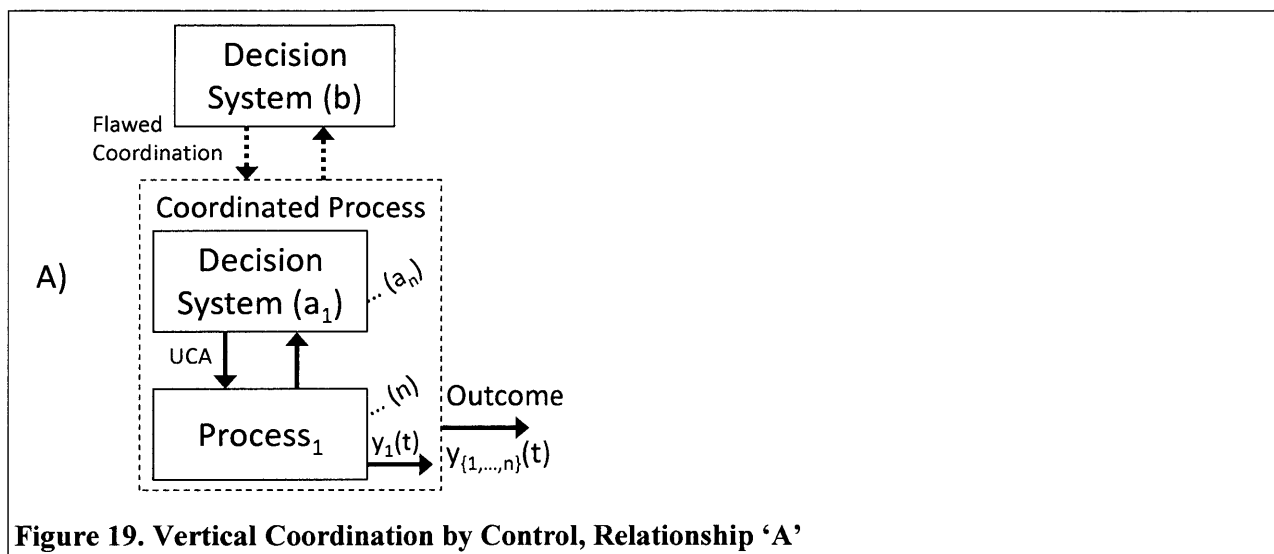 Decision
System (b)
Flawed
Coordination
Coordinated Process
A)
Decision
System (a₁)
... (aₙ)
UCA
... (n)
Process₁
y₁(t)
Outcome
y{1,...,n}(t)
Figure 19. Vertical Coordination by Control, Relationship ‘A’